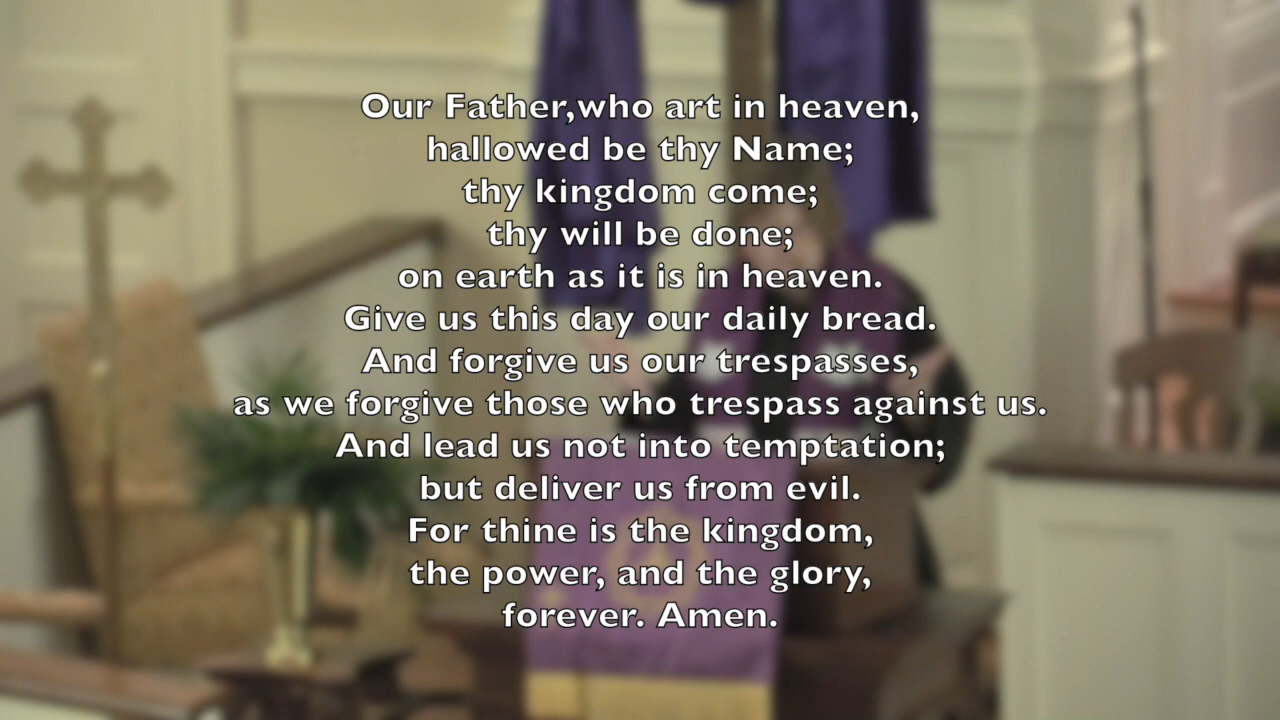 Our Father,who art in heaven,
hallowed be thy Name;
thy kingdom come;
thy will be done;
on earth as it is in heaven.
Give us this day our daily bread.
And forgive us our trespasses,
as we forgive those who trespass against us.
And lead us not into temptation;
but deliver us from evil.
For thine is the kingdom,
the power, and the glory,
forever. Amen.